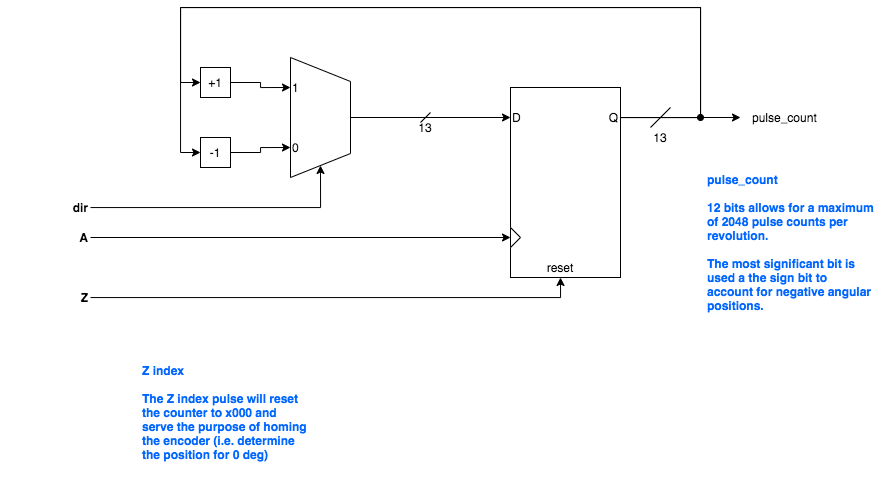 +1
1
13
D
Q
pulse_count
13
-1
0
pulse_count
dir
12 bits allows for a maximum
of 2048 pulse counts per
revolution.
A
The most significant bit is
used a the sign bit to
account for negative angular
positions.
reset
Z
Z index
The Z index pulse will reset
the counter to x000 and
serve the purpose of homing
the encoder (i.e. determine
the position for 0 deg)